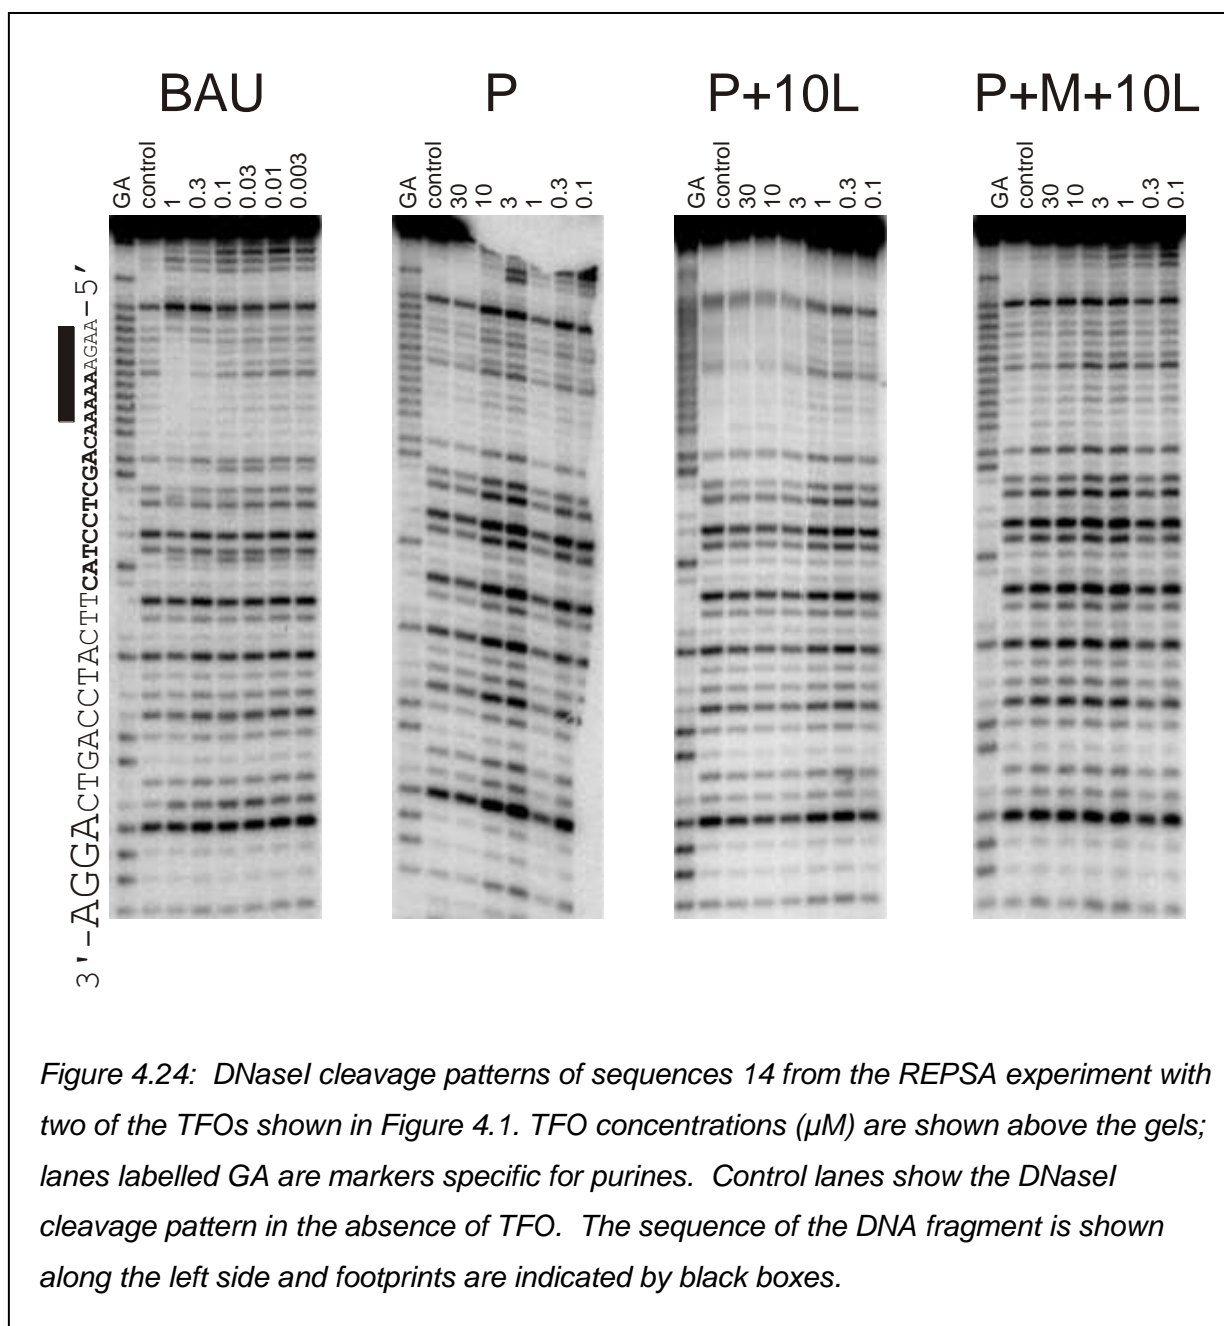 BAU
P
P+10L
P+M+10L
GA control 1 0.3 0.1 0.03 0.01 0.003
GA control 30 10 3 1 0.3 0.1
GA control 30 10 3 1 0.3 0.1
GA control 30 10 3 1 0.3 0.1
3'-AGGACTGACCTACTTCATCCTCGACAAAAAAGAA-5'
Figure 4.24: DNaseI cleavage patterns of sequences 14 from the REPSA experiment with
two of the TFOs shown in Figure 4.1. TFO concentrations (µM) are shown above the gels;
lanes labelled GA are markers specific for purines. Control lanes show the DNaseI
cleavage pattern in the absence of TFO. The sequence of the DNA fragment is shown
along the left side and footprints are indicated by black boxes.